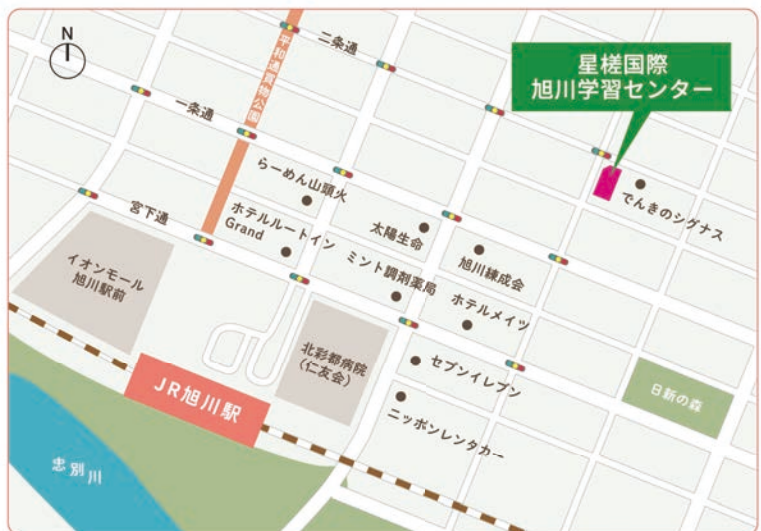 N
二条通
平和通買物公園
星槎国際
旭川学習センター
一条通
らーめん山頭火
でんきのシグナス
宮下通
ホテルルートイン
Grand
太陽生命
旭川練成会
イオンモール
旭川駅前
ミント調剤薬局
ホテルメイツ
北彩都病院
(仁友会)
セブンイレブン
日新の森
JR旭川駅
ニッポンレンタカー
忠別川